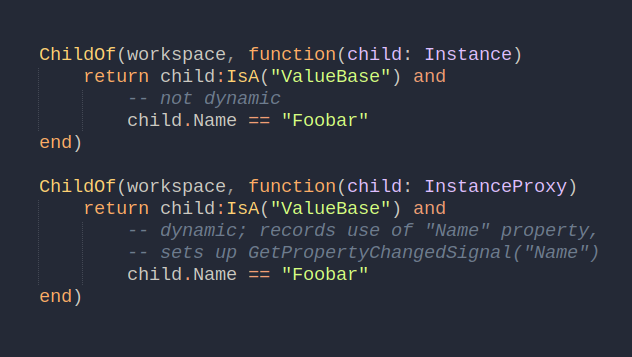 ChildOf(workspace, function(child: Instance)
    return child:IsA("ValueBase") and
        -- not dynamic
        child.Name == "Foobar"
end)

ChildOf(workspace, function(child: InstanceProxy)
    return child:IsA("ValueBase") and
        -- dynamic; records use of "Name" property,
        -- sets up GetPropertyChangedSignal("Name")
        child.Name == "Foobar"
end)